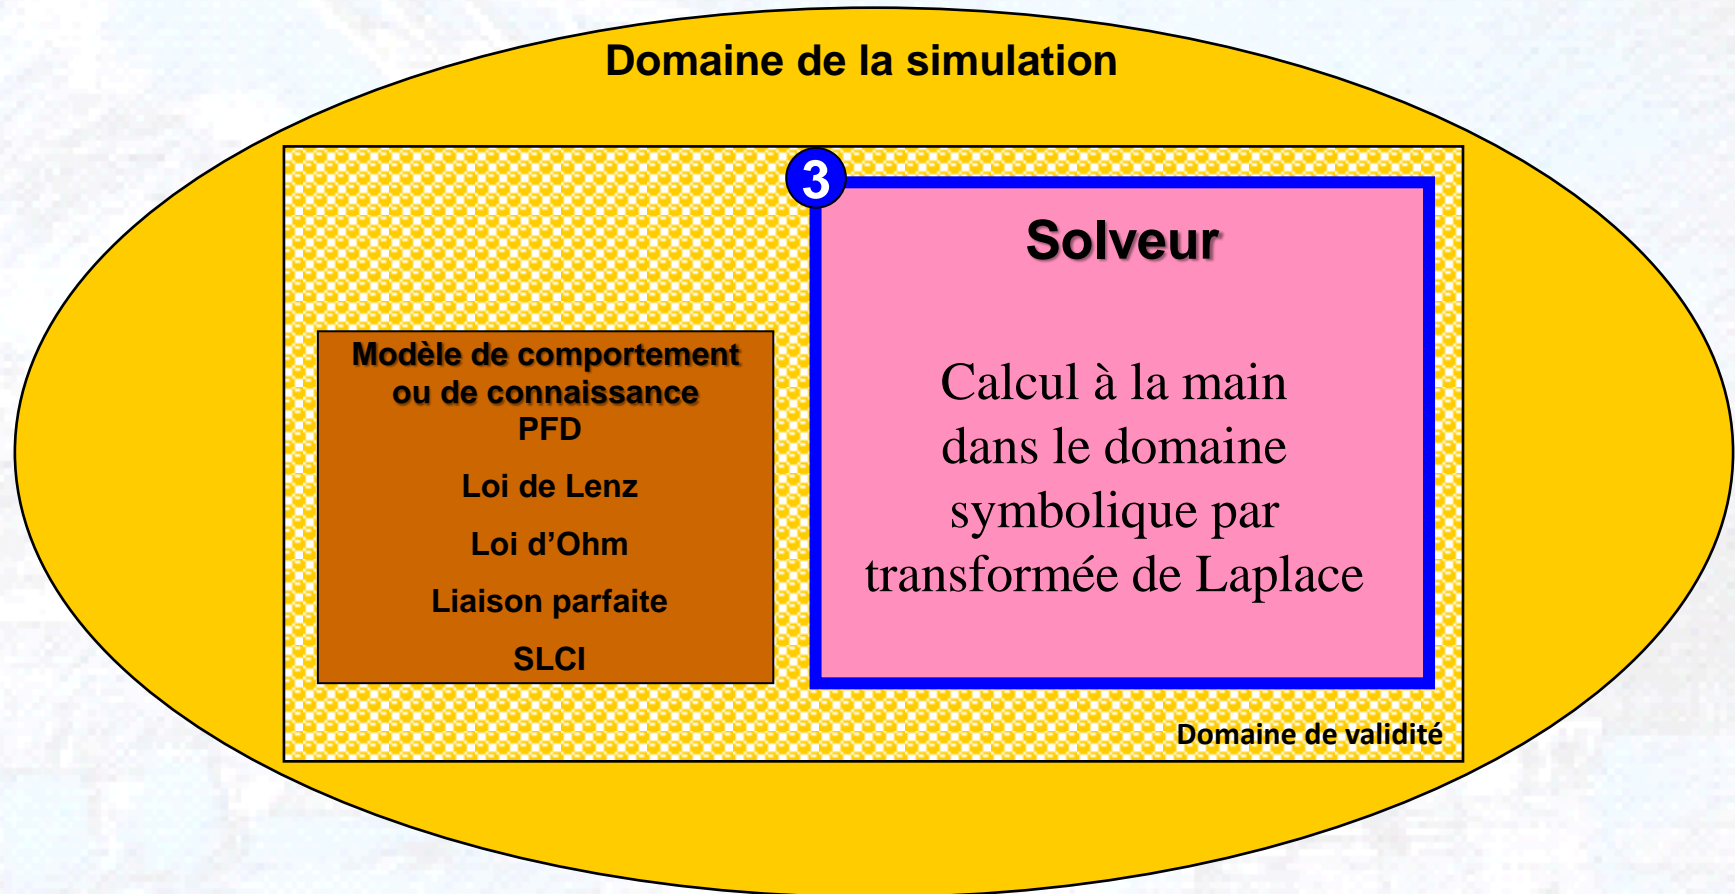 Domaine de la simulation
3
Solveur
Calcul à la main
dans le domaine
symbolique par
transformée de Laplace
Modèle de comportement
ou de connaissance
PFD
Loi de Lenz
Loi d’Ohm
Liaison parfaite
SLCI
Domaine de validité